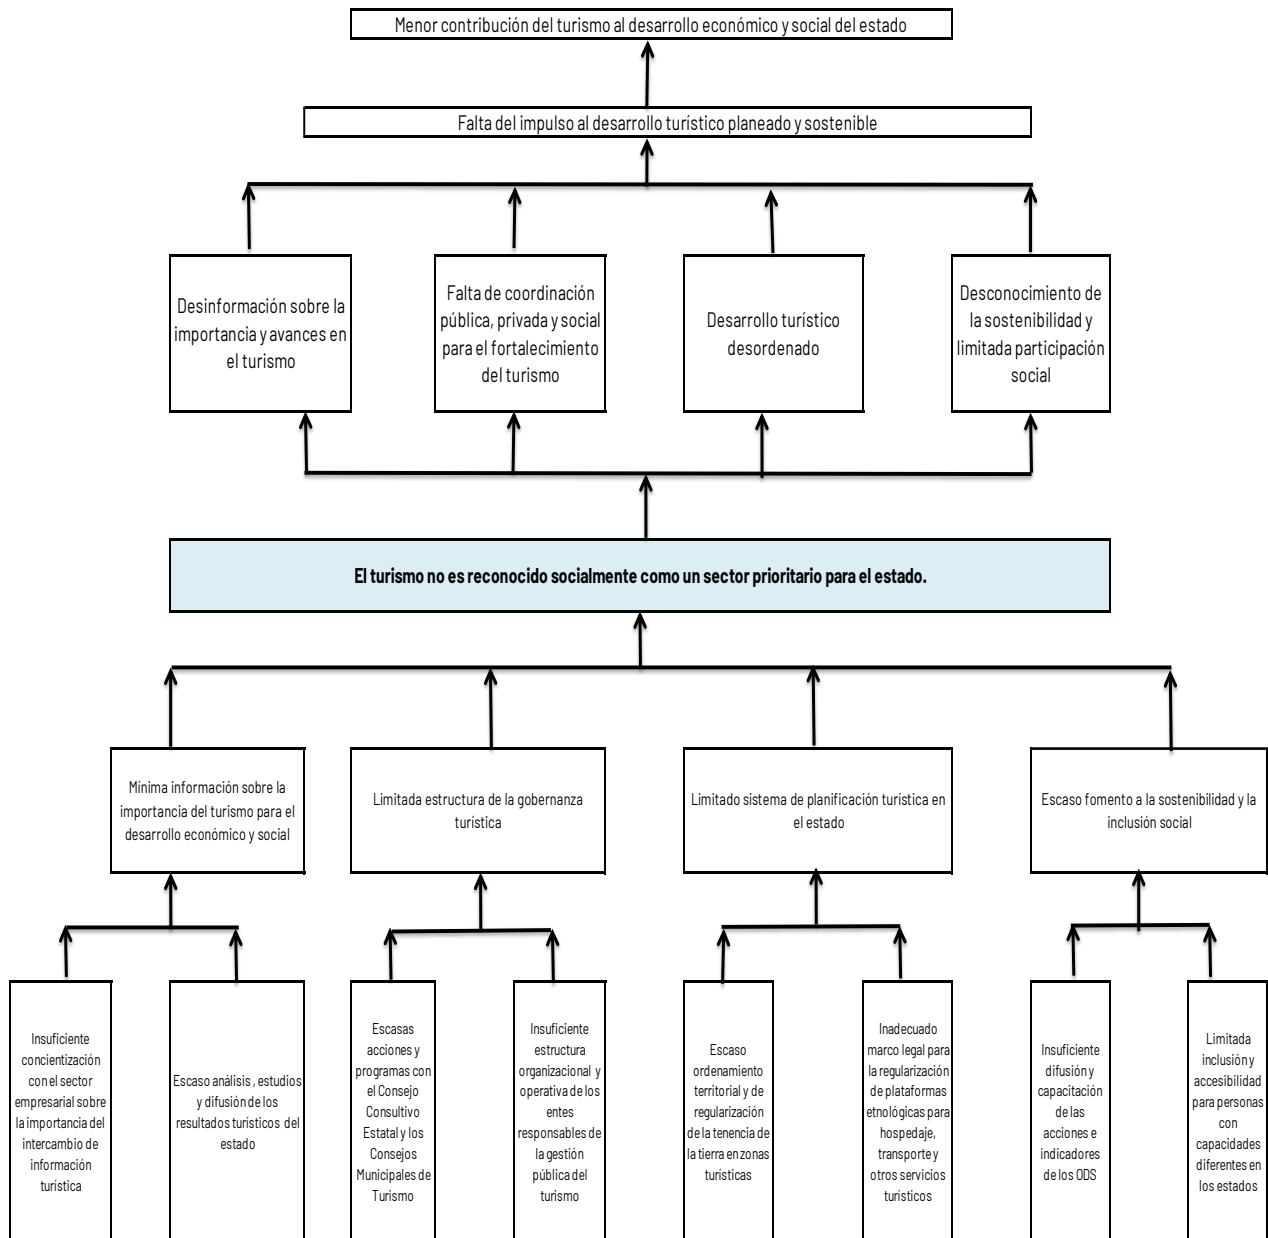 Menor contribución del turismo al desarrollo económico y social del estado
Falta del impulso al desarrollo turístico planeado y sostenible
Desinformación sobre la
importancia y avances en
el turismo
Falta de coordinación
pública, privada y social
para el fortalecimiento
del turismo
Desarrollo turístico
desordenado
Desconocimiento de
la sostenibilidad y
limitada participación
social
El turismo no es reconocido socialmente como un sector prioritario para el estado.
Mínima información sobre la
importancia del turismo para el
desarrollo económico y social
Limitada estructura de la gobernanza
turística
Limitado sistema de planificación turística en
el estado
Escaso fomento a la sostenibilidad y la
inclusión social
Insuficiente
concientización
con el sector
empresarial sobre
la importancia del
intercambio de
información
turística
Escaso análisis, estudios
y difusión de los
resultados turísticos del
estado
Escasas
acciones y
programas con
el Consejo
Consultivo
Estatal y los
Consejos
Municipales de
Turismo
Insuficiente
estructura
organizacional y
operativa de los
entes
responsables de
la gestión
pública del
turismo
Escaso
ordenamiento
territorial y de
regularización
de la tenencia de
la tierra en zonas
turísticas
Inadecuado
marco legal para
la regularización
de plataformas
etnológicas para
hospedaje,
transporte y
otros servicios
turísticos
Insuficiente
difusión y
capacitación
de las
acciones e
indicadores
de los ODS
Limitada
inclusión y
accesibilidad
para personas
con
capacidades
diferentes en
los estados